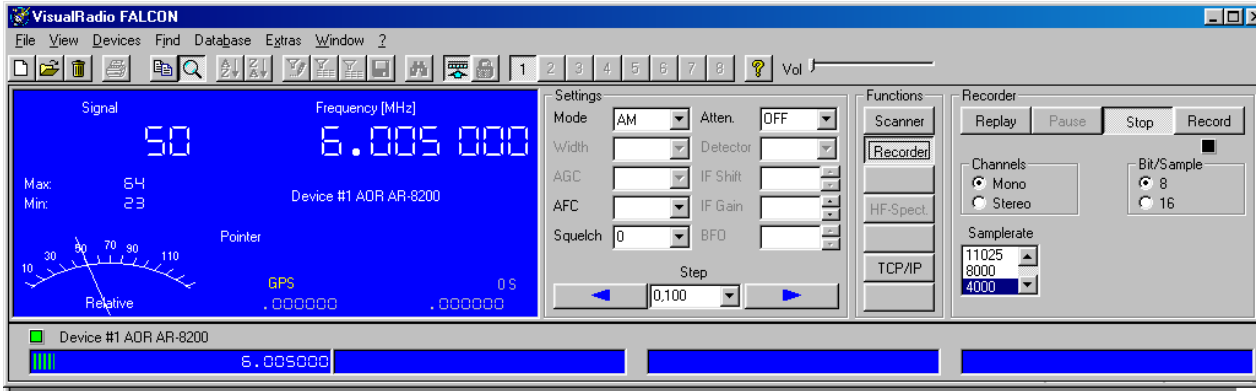 VisualRadio FALCON
File View Devices Find Database Extras Window ?
1 2 3 4 5 6 7 8 ? Vol
Signal Frequency [MHz]
50 6.005 000
Max: 64
Min: 23
Device #1 AOR AR-8200
Pointer
10 30 50 70 90 110
Relative
GPS 0 S
.000000 .000000
Settings
Mode AM Atten. OFF
Width Detector
AGC IF Shift
AFC IF Gain
Squelch 0 BFO
Step
0,100
Functions
Scanner
Recorder
HF-Spect.
TCP/IP
Recorder
Replay Pause Stop Record
Channels
Mono
Stereo
Bit/Sample
8
16
Samplerate
11025
8000
4000
Device #1 AOR AR-8200
6.005000